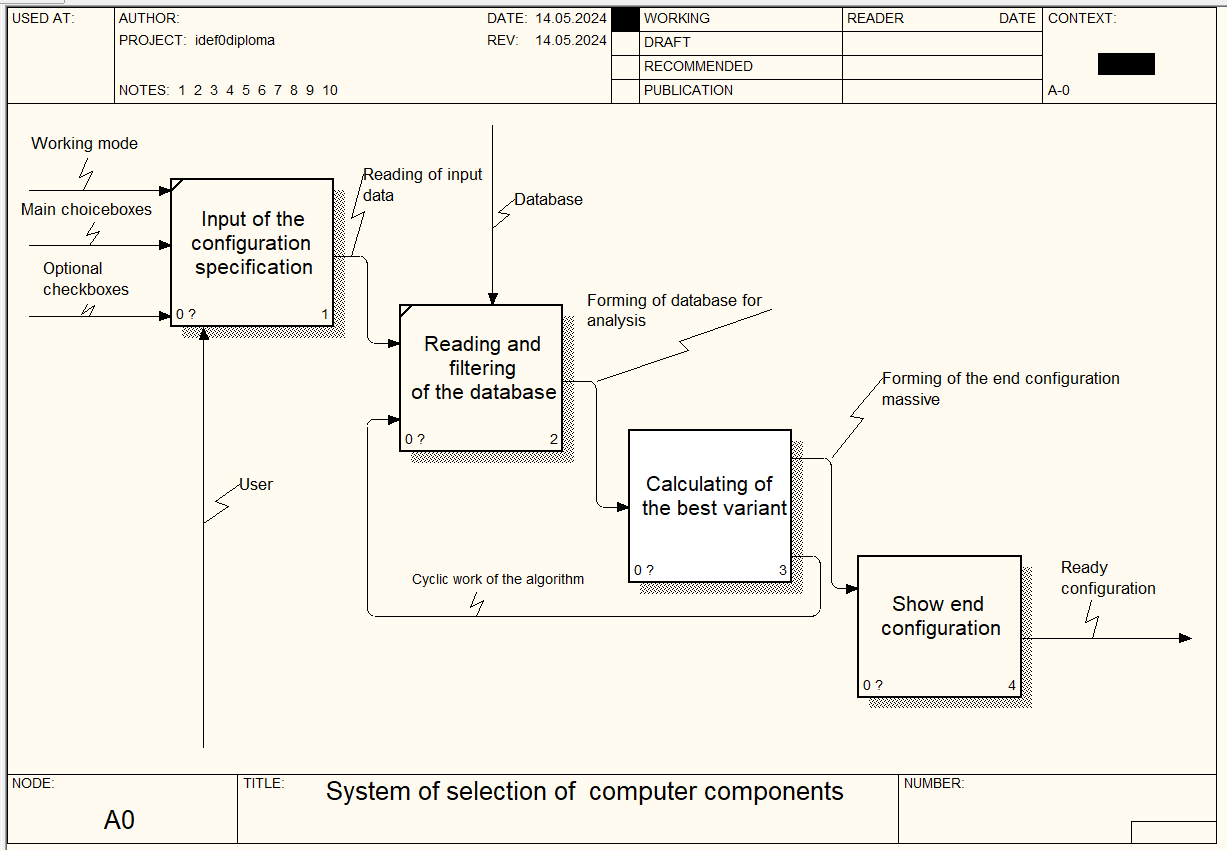 USED AT:
AUTHOR:
DATE: 14.05.2024
PROJECT: idef0diploma
REV: 14.05.2024
NOTES: 1 2 3 4 5 6 7 8 9 10
WORKING
DRAFT
RECOMMENDED
PUBLICATION
READER
DATE
CONTEXT:
A-0
Working mode
Main choiceboxes
Optional
checkboxes
Input of the
configuration
specification
0 ?
1
Reading of input
data
Database
Reading and
filtering
of the database
0 ?
2
Forming of database for
analysis
Forming of the end configuration
massive
User
Calculating of
the best variant
0 ?
3
Cyclic work of the algorithm
Show end
configuration
0 ?
4
Ready
configuration
NODE:
A0
TITLE:
System of selection of computer components
NUMBER: